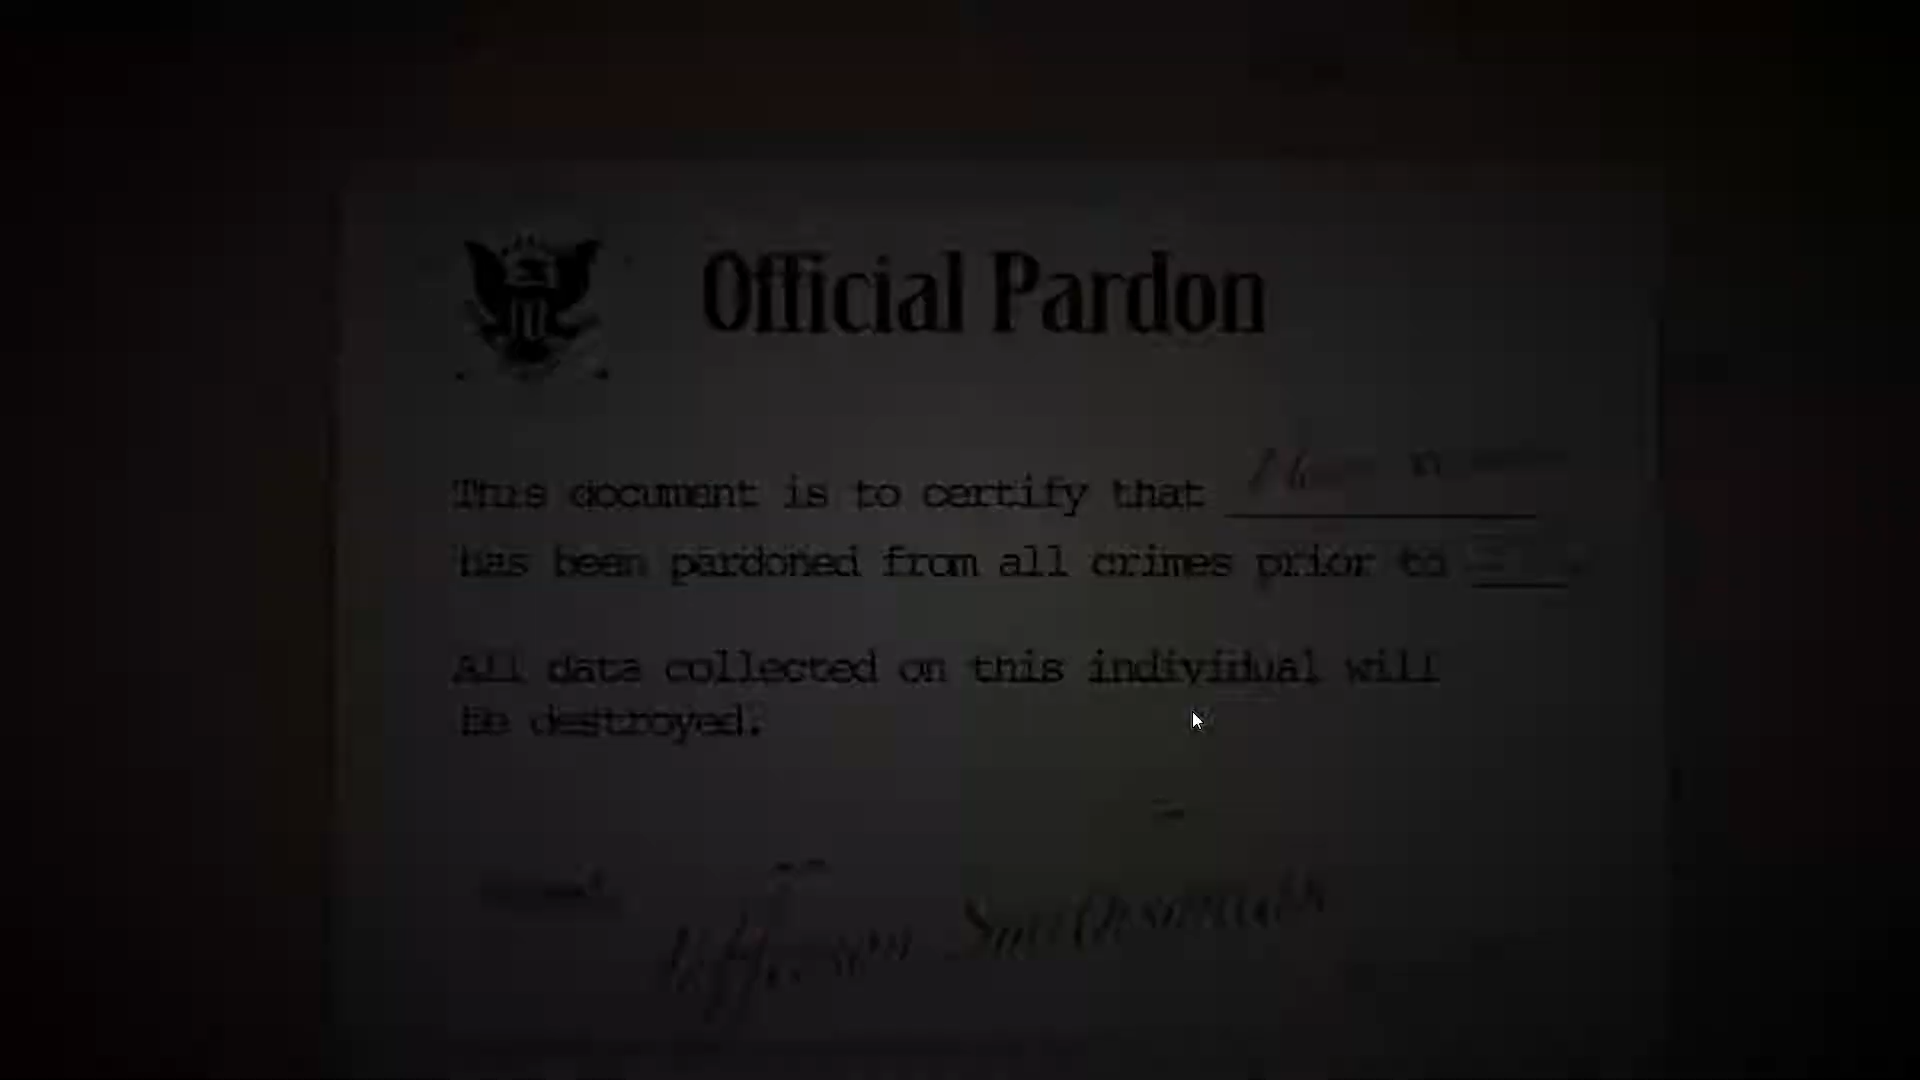 Official Pardon
This document is to certify that
has been pardoned from all crimes prior to
All data collected on this individual will
be destroyed.
Jefferson